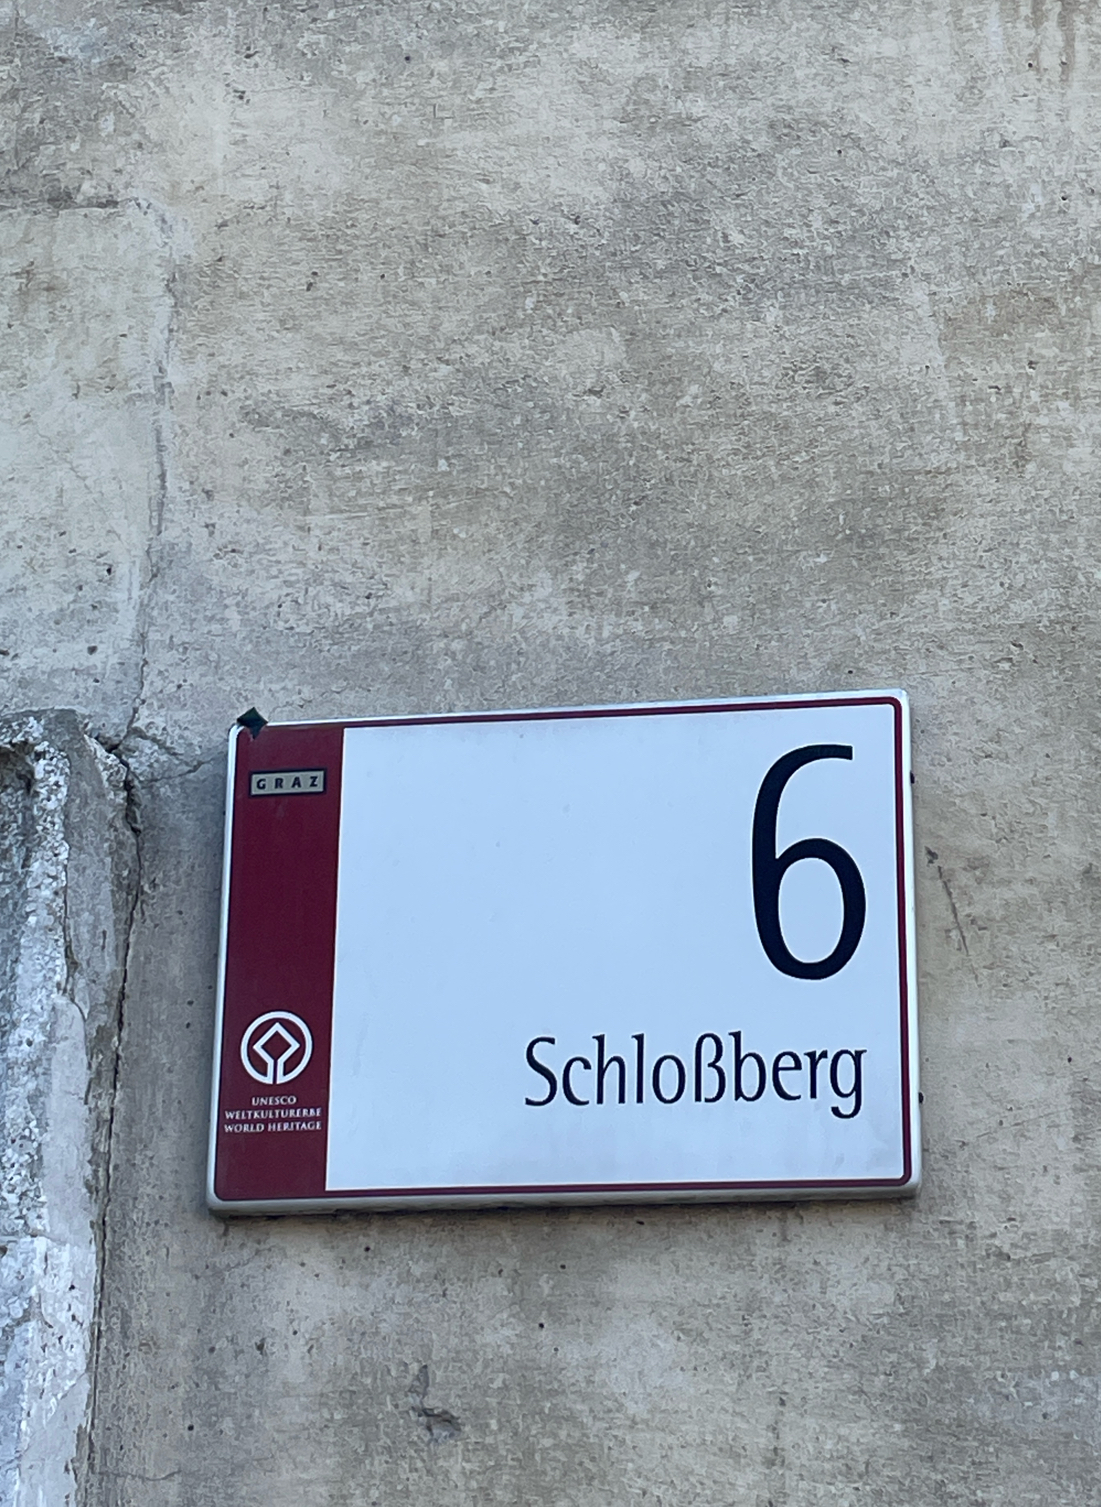 GRAZ
6
Schloßberg
UNESCO
WELTKULTURERBE
WORLD HERITAGE